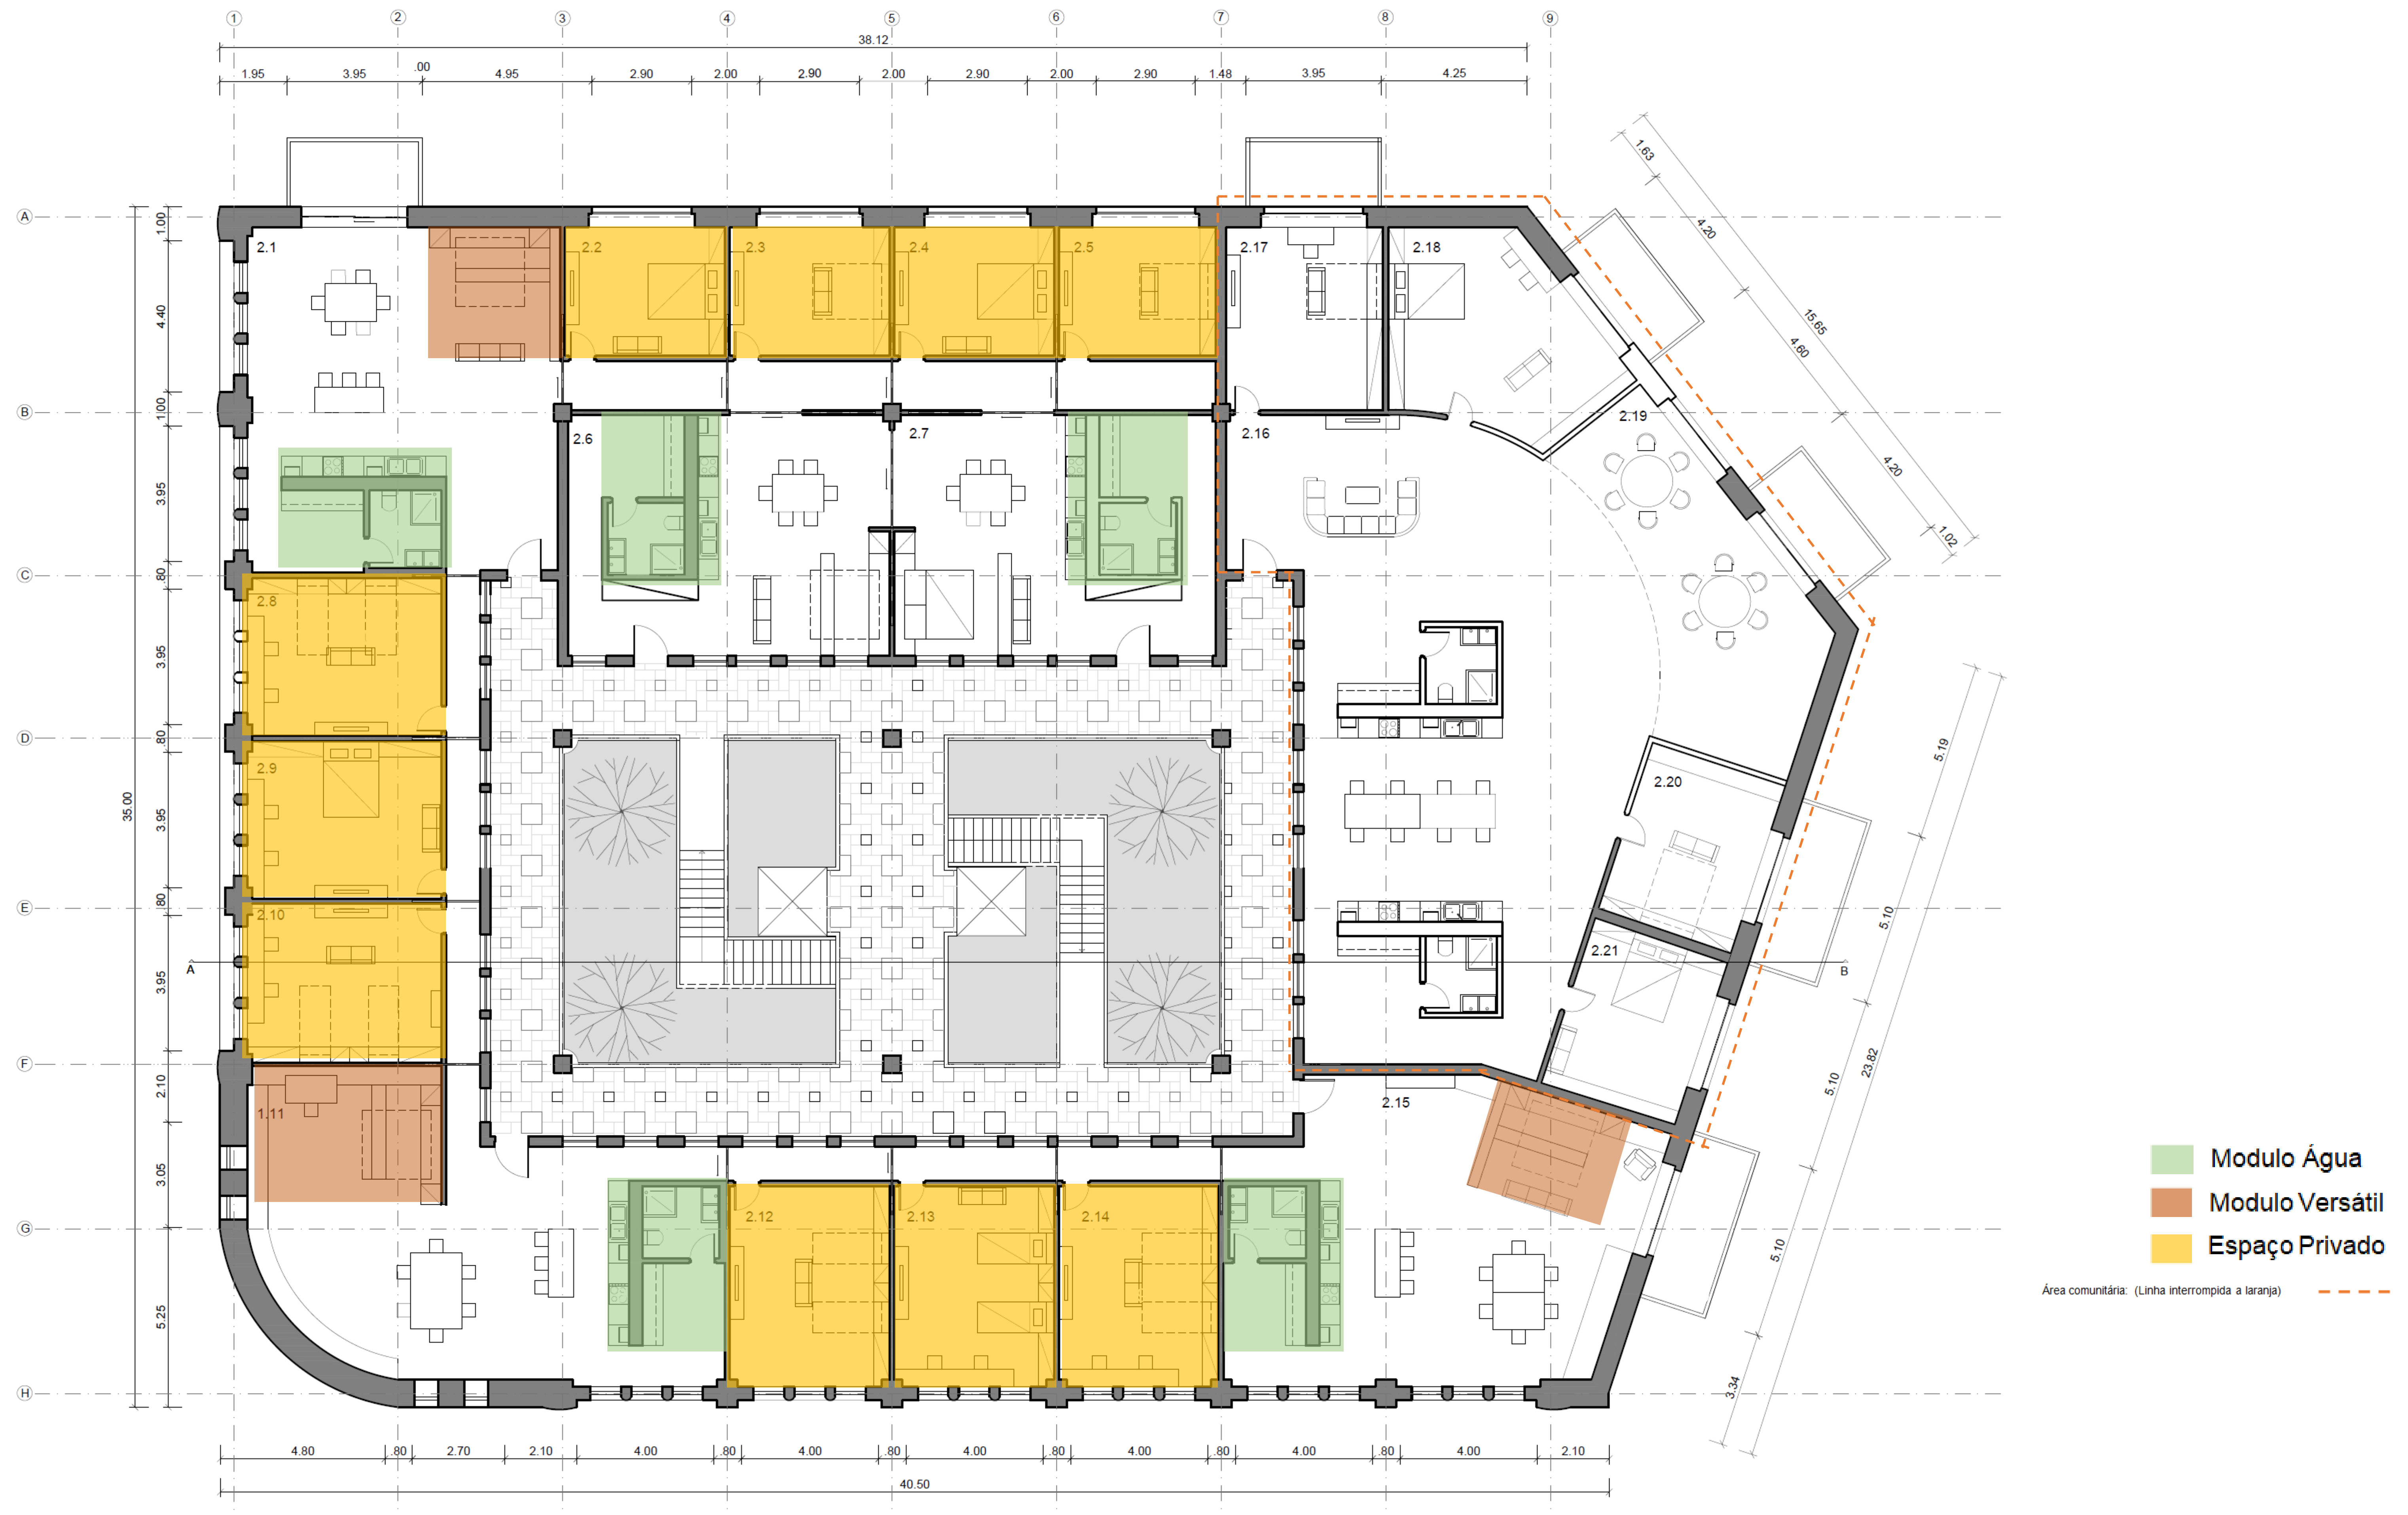 1 2 3 4 5 6 7 8 9
38.12
1.95 3.95 .00 4.95 2.90 2.00 2.90 2.00 2.90 2.00 2.90 1.48 3.95 4.25
1.63
4.20
15.65
4.60
4.20
1.02
A
B
C
D
E
F
G
H
35.00
1.00
4.40
1.00
3.95
.80
3.95
.80
3.95
.80
3.95
2.10
3.05
5.25
2.1 2.2 2.3 2.4 2.5 2.17 2.18
2.19
2.6 2.7 2.16
2.8
2.9 2.20
2.10
2.21
A B
1.11 2.15
2.12 2.13 2.14
5.19
5.10
5.10
23.82
5.10
3.34
Modulo Água
Modulo Versátil
Espaço Privado
Área comunitária: (Linha interrompida a laranja)
4.80 .80 2.70 2.10 4.00 .80 4.00 .80 4.00 .80 4.00 .80 4.00 .80 4.00 2.10
40.50